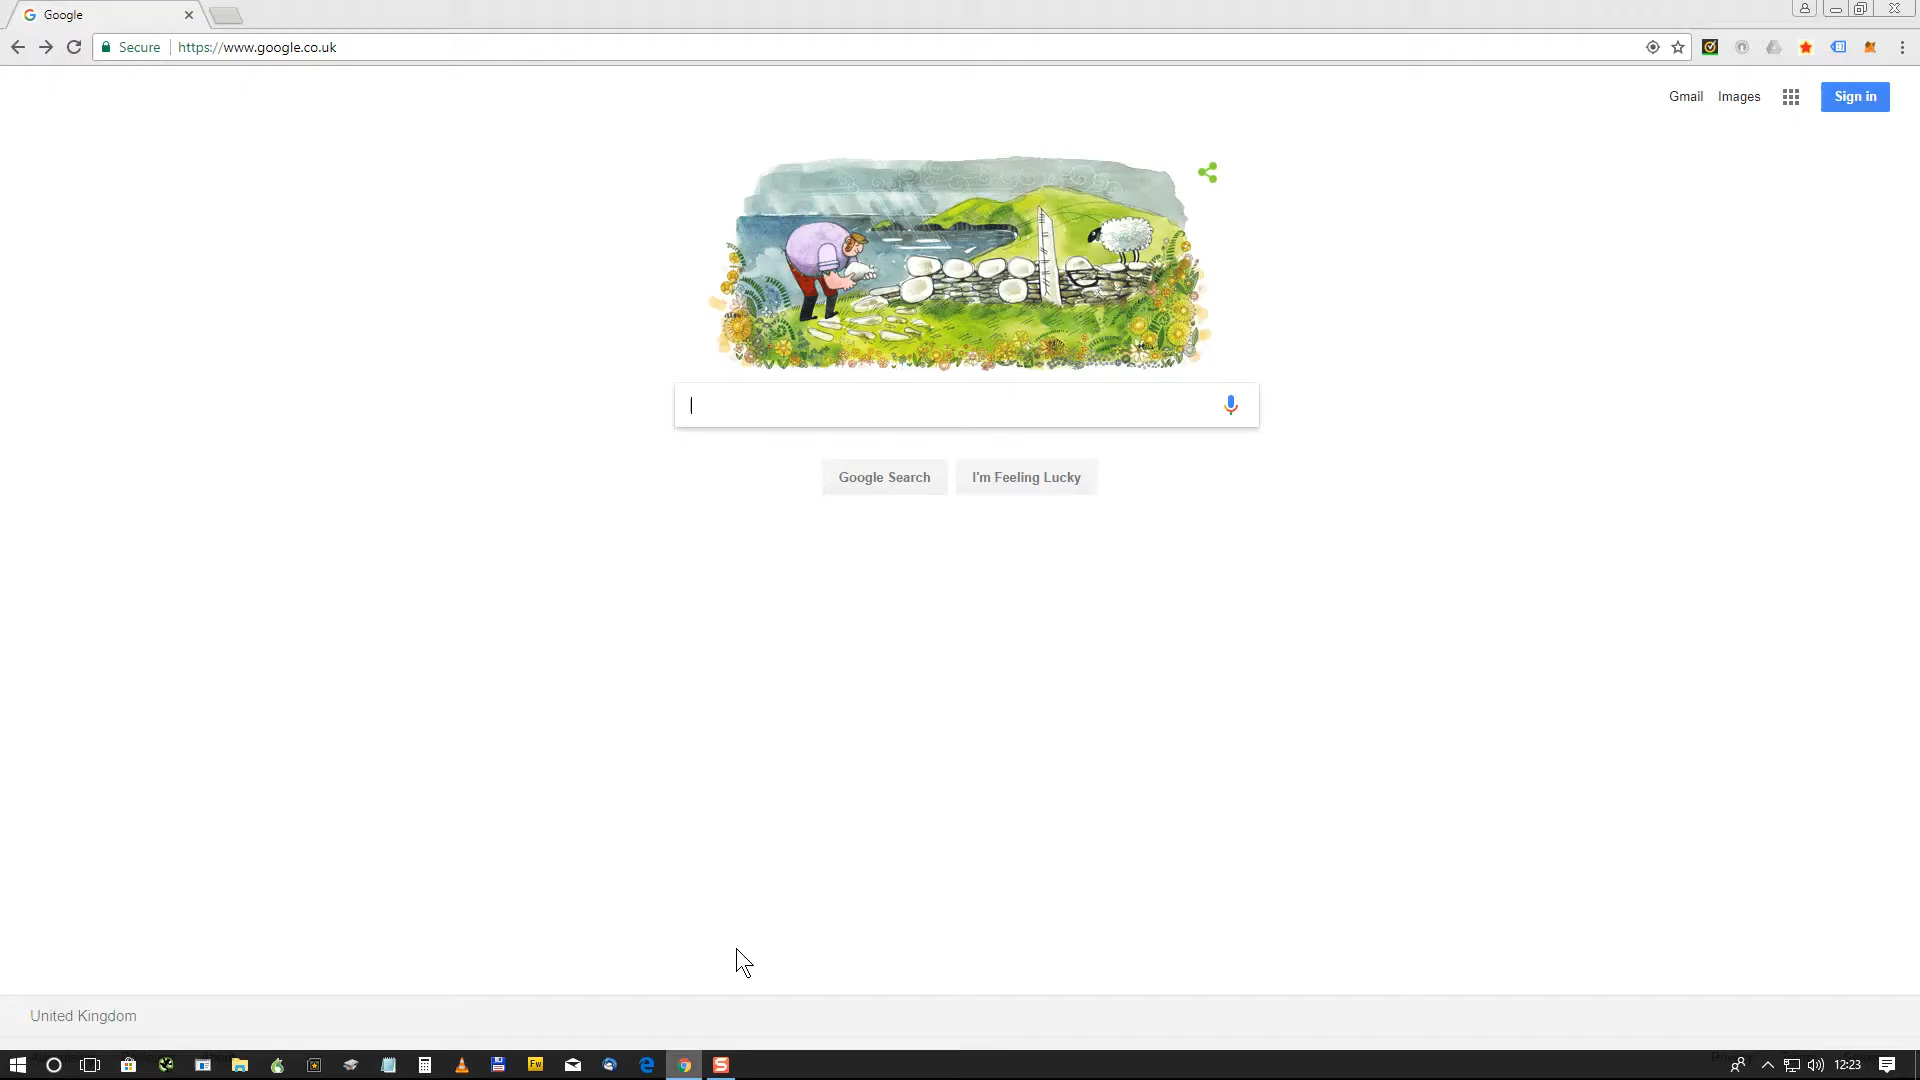 Google
Secure https://www.google.co.uk
Gmail Images Sign in
Google Search I'm Feeling Lucky
United Kingdom
Fw S 12:23